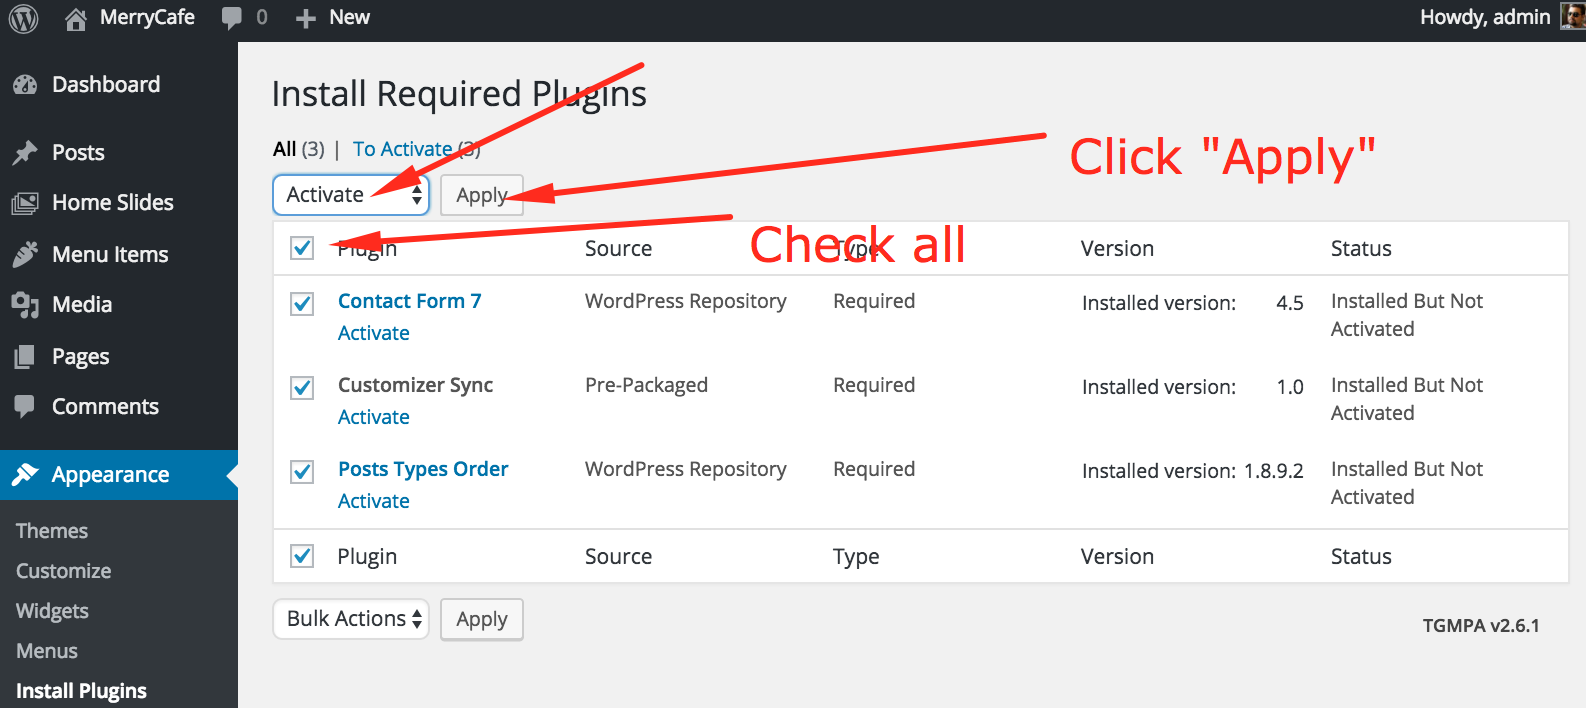 MerryCafe 0 New Howdy, admin
Dashboard
Posts
Home Slides
Menu Items
Media
Pages
Comments
Appearance
Themes
Customize
Widgets
Menus
Install Plugins
Install Required Plugins
All (3) | To Activate (3)
Activate Apply
Click "Apply"
Check all
Plugin Source Type Version Status
Contact Form 7 WordPress Repository Required Installed version: 4.5 Installed But Not
Activate Activated
Customizer Sync Pre-Packaged Required Installed version: 1.0 Installed But Not
Activate Activated
Posts Types Order WordPress Repository Required Installed version: 1.8.9.2 Installed But Not
Activate Activated
Plugin Source Type Version Status
Bulk Actions Apply
TGMPA v2.6.1